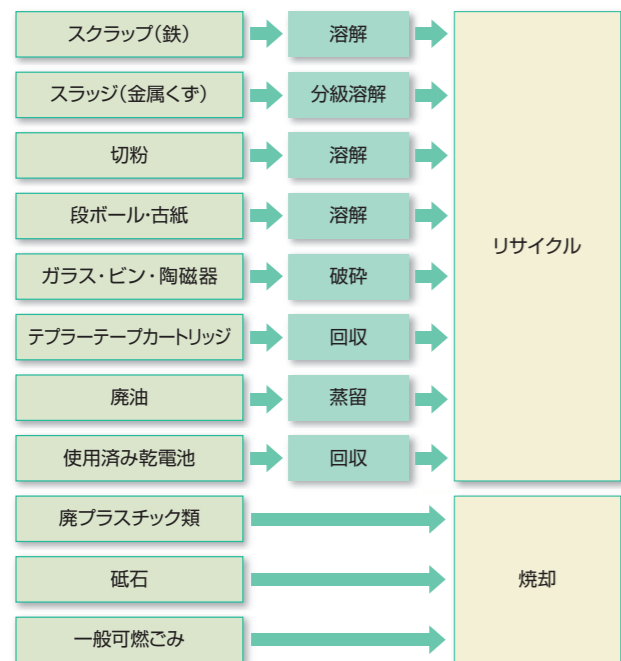 スクラップ（鉄）
溶解
スラッジ（金属くず）
分級溶解
切粉
溶解
段ボール・古紙
溶解
ガラス・ビン・陶磁器
破砕
テプラーテープカートリッジ
回収
廃油
蒸留
使用済み乾電池
回収
リサイクル
廃プラスチック類
砥石
一般可燃ごみ
焼却